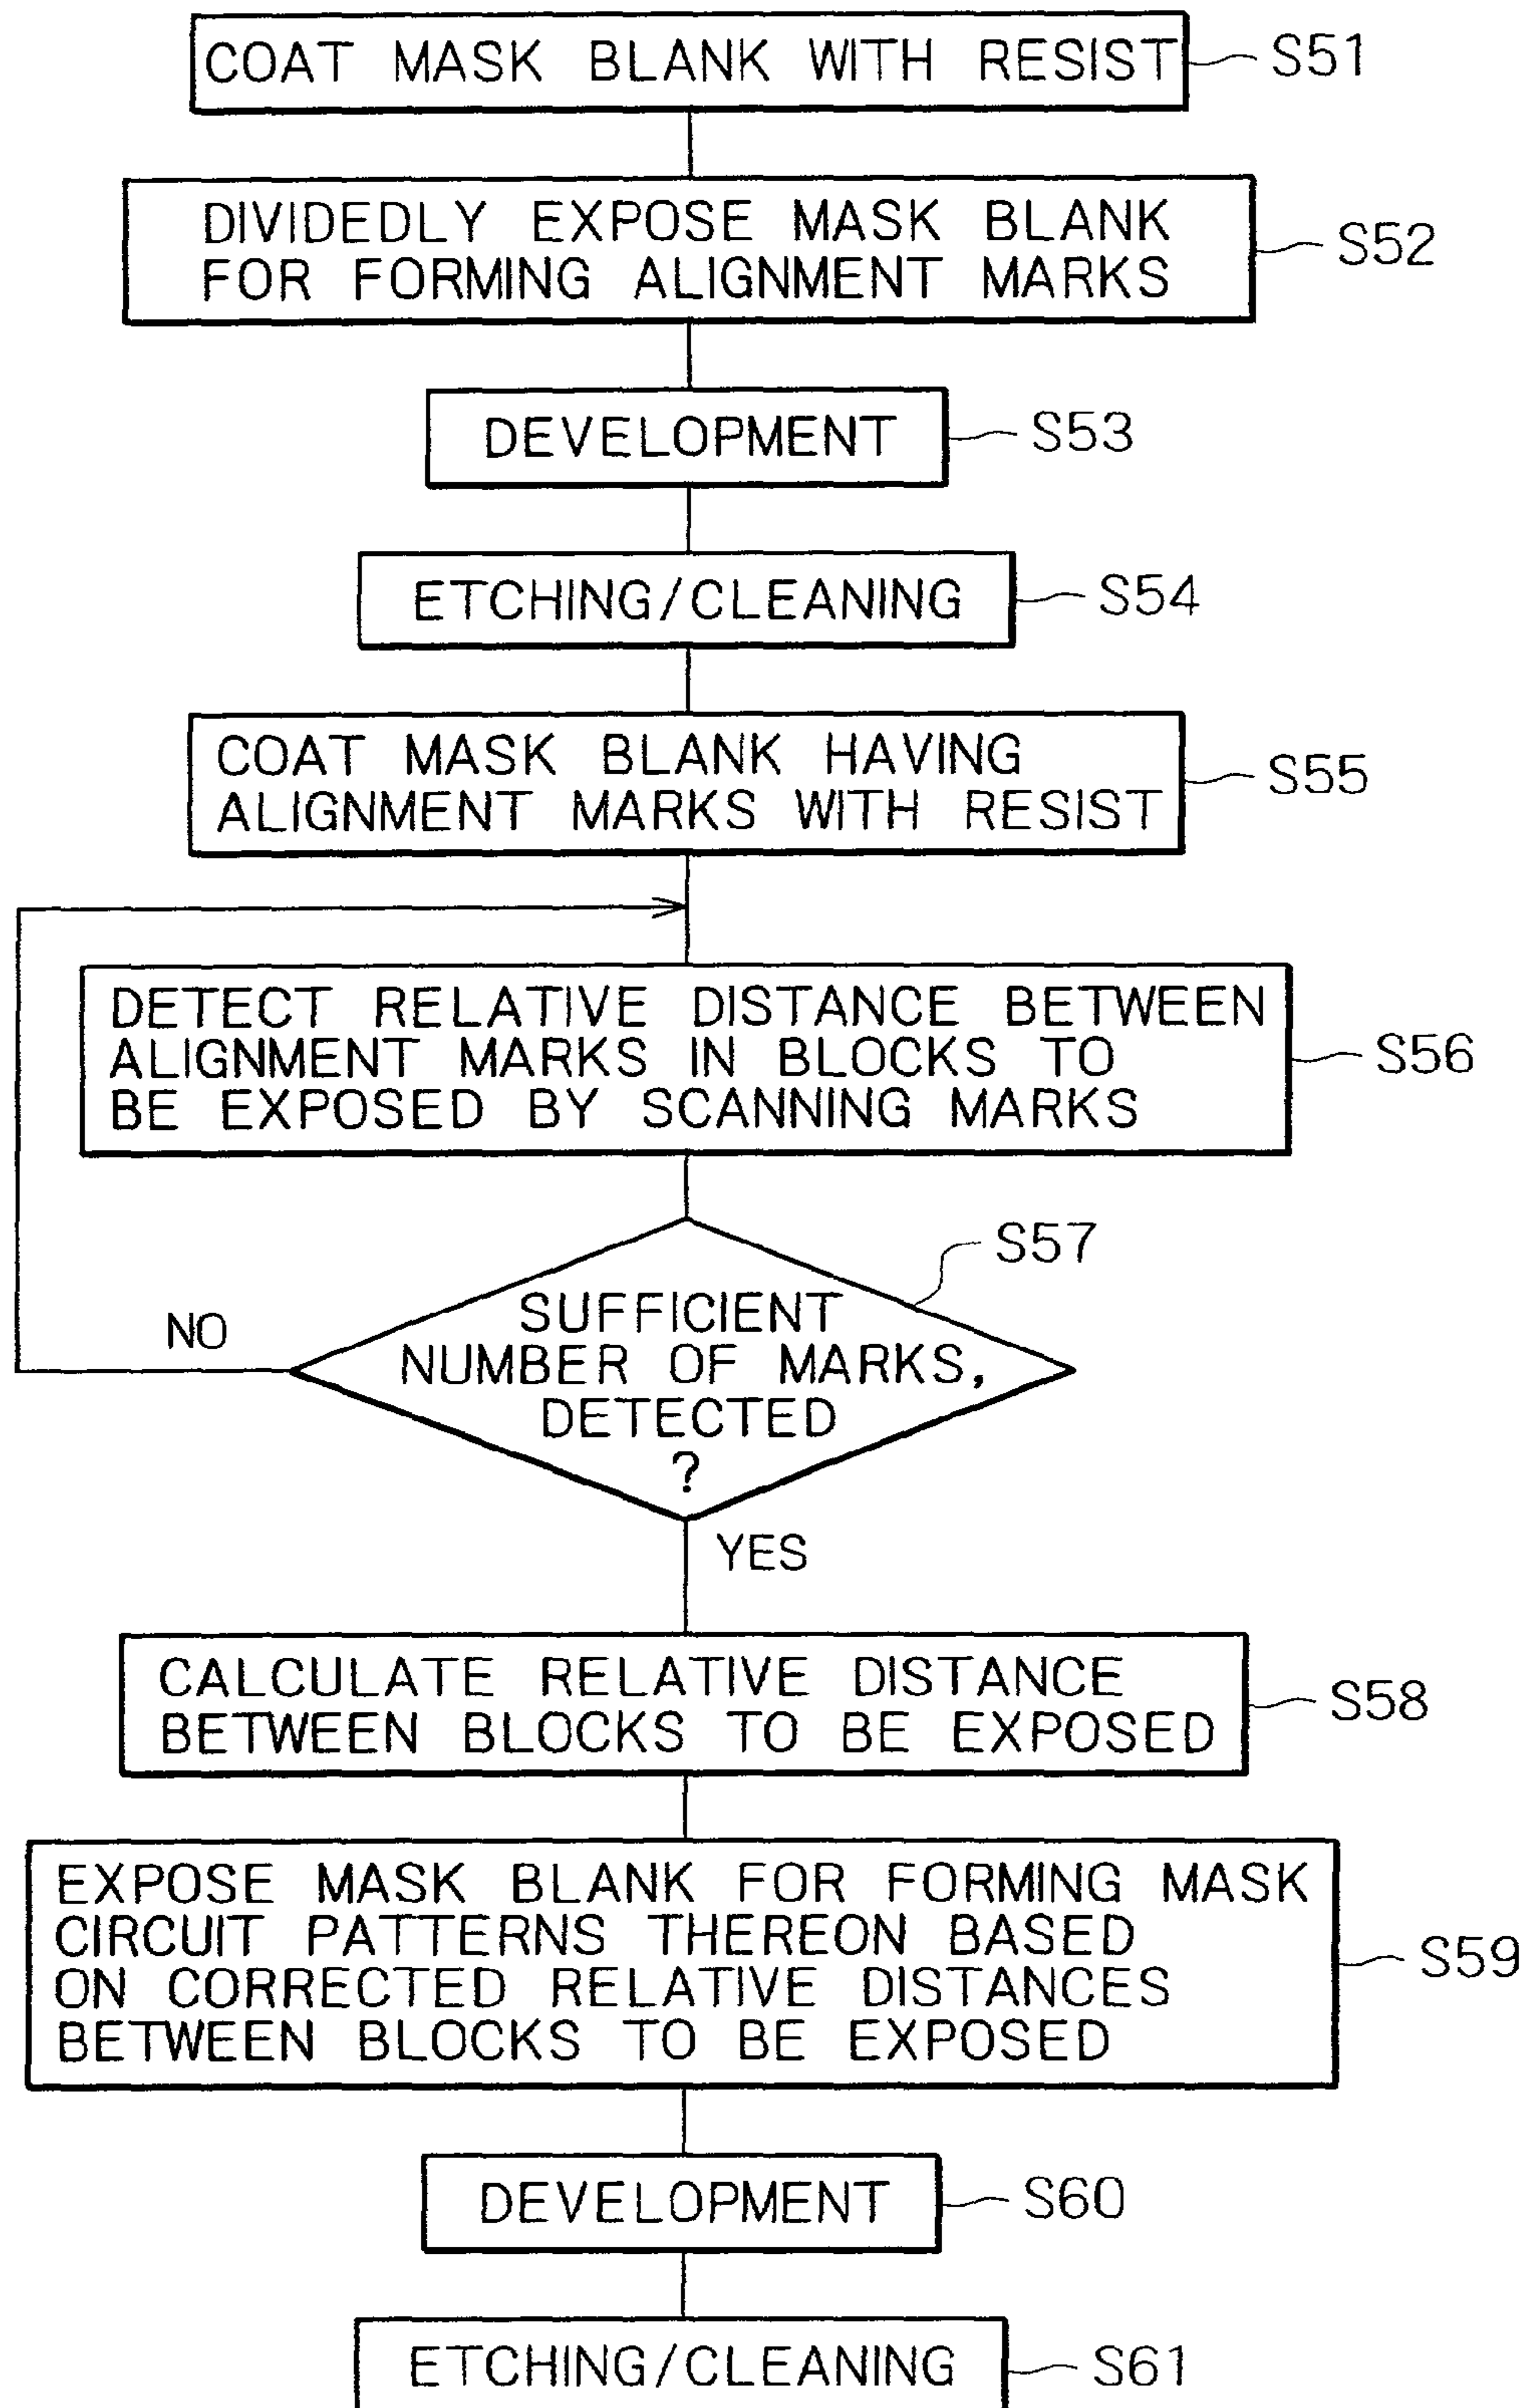 COAT MASK BLANK WITH RESIST
S51
DIVIDEDLY EXPOSE MASK BLANK
FOR FORMING ALIGNMENT MARKS
S52
DEVELOPMENT
S53
ETCHING/CLEANING
S54
COAT MASK BLANK HAVING
ALIGNMENT MARKS WITH RESIST
S55
DETECT RELATIVE DISTANCE BETWEEN
ALIGNMENT MARKS IN BLOCKS TO
BE EXPOSED BY SCANNING MARKS
S56
S57
SUFFICIENT
NUMBER OF MARKS,
DETECTED
?
NO
YES
CALCULATE RELATIVE DISTANCE
BETWEEN BLOCKS TO BE EXPOSED
S58
EXPOSE MASK BLANK FOR FORMING MASK
CIRCUIT PATTERNS THEREON BASED
ON CORRECTED RELATIVE DISTANCES
BETWEEN BLOCKS TO BE EXPOSED
S59
DEVELOPMENT
S60
ETCHING/CLEANING
S61